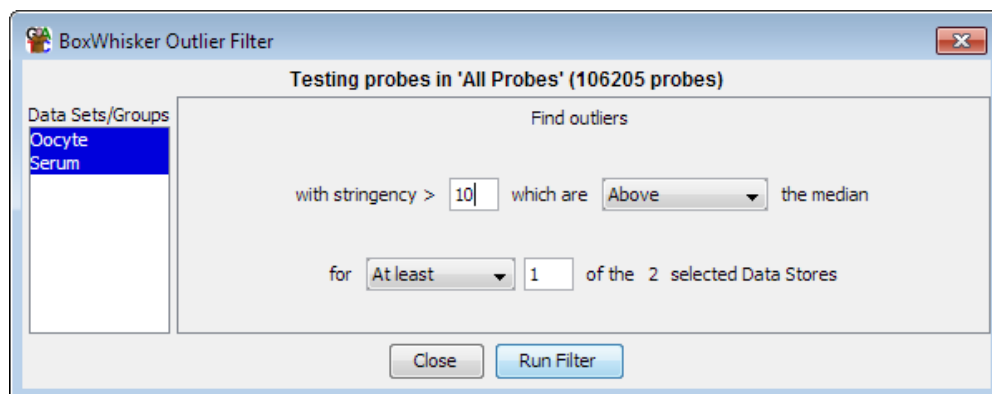 BoxWhisker Outlier Filter
Testing probes in 'All Probes' (106205 probes)
Data Sets/Groups
Oocyte
Serum
Find outliers
with stringency > 10 which are Above the median
for At least 1 of the 2 selected Data Stores
Close Run Filter